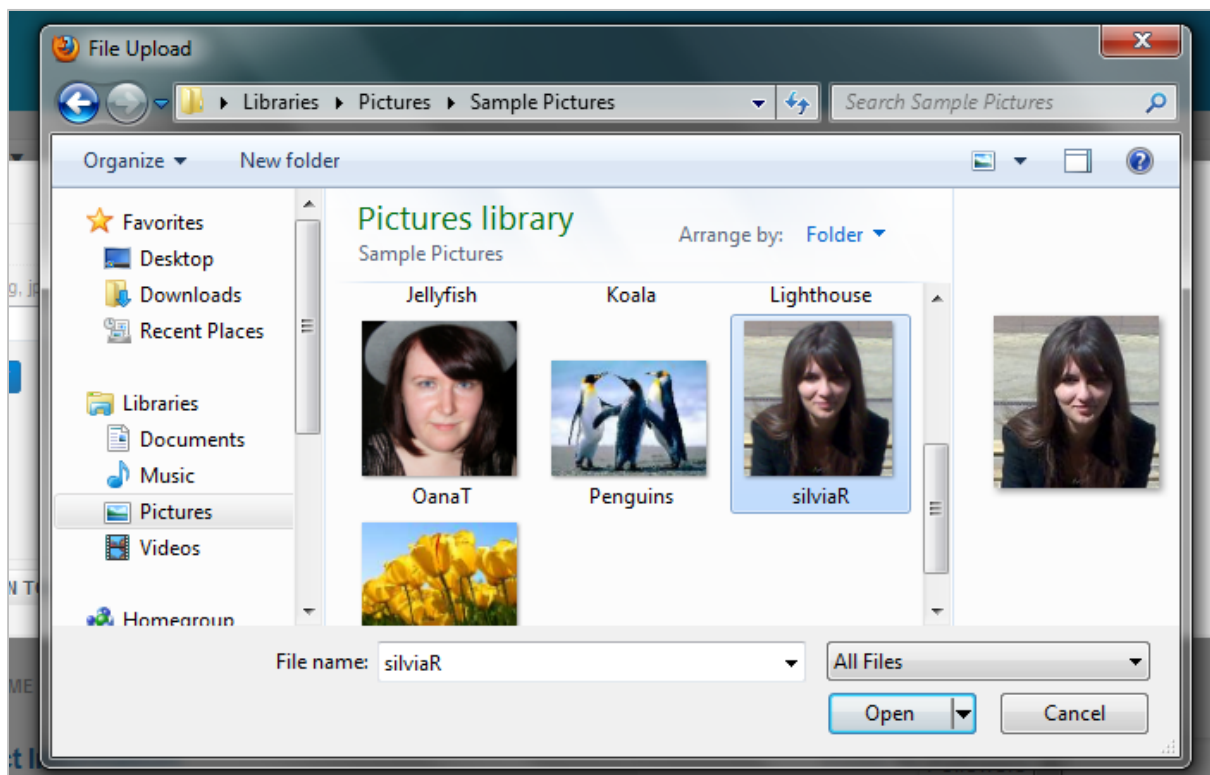 File Upload
Libraries Pictures Sample Pictures
Search Sample Pictures
Organize New folder
Favorites
Desktop
Downloads
Recent Places
Libraries
Documents
Music
Pictures
Videos
Homegroup
Pictures library
Sample Pictures
Arrange by: Folder
Jellyfish Koala Lighthouse
OanaT Penguins silviaR
File name: silviaR
All Files
Open Cancel